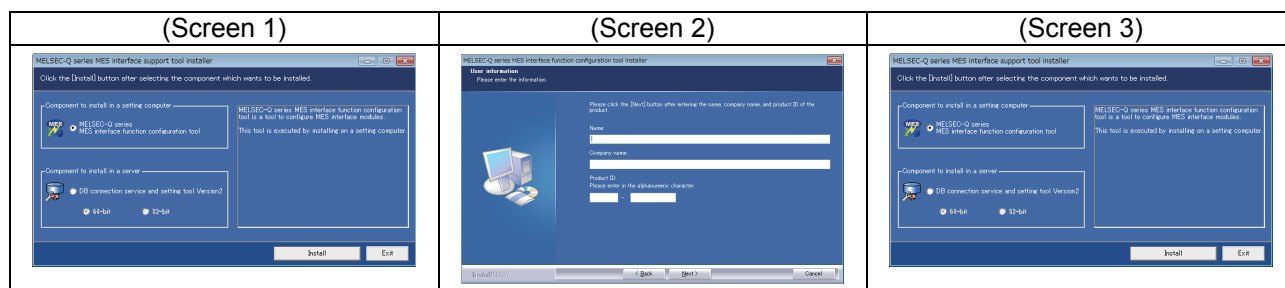 (Screen 1)
(Screen 2)
(Screen 3)
MELSEC-Q series MES interface support tool installer
Click the [Install] button after selecting the component which wants to be installed.
Component to install in a setting computer
MELSEC-Q series
MES interface function configuration tool
MELSEC-Q series MES interface function configuration
tool is a tool to configure MES interface modules.
This tool is executed by installing on a setting computer.
Component to install in a server
DB connection service and setting tool Version2
64-bit
32-bit
Install
Exit
MELSEC-Q series MES interface function configuration tool installer
User information
Please enter the information.
Please click the [Next] button after entering the name, company name, and product ID of the
product.
Name
Company name
Product ID
Please enter in the alphanumeric character.
-
InstallShield
< Back
Next >
Cancel
MELSEC-Q series MES interface support tool installer
Click the [Install] button after selecting the component which wants to be installed.
Component to install in a setting computer
MELSEC-Q series
MES interface function configuration tool
MELSEC-Q series MES interface function configuration
tool is a tool to configure MES interface modules.
This tool is executed by installing on a setting computer.
Component to install in a server
DB connection service and setting tool Version2
64-bit
32-bit
Install
Exit